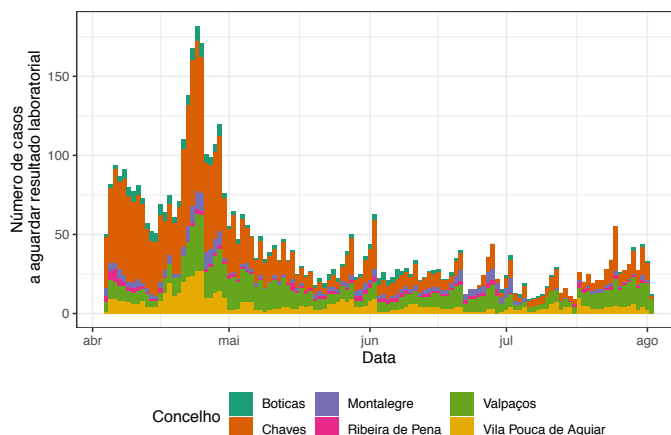 Número de casos
a aguardar resultado laboratorial
150
100
50
0
abr mai jun jul ago
Data
Concelho
Boticas Montalegre Valpaços
Chaves Ribeira de Pena Vila Pouca de Aguiar